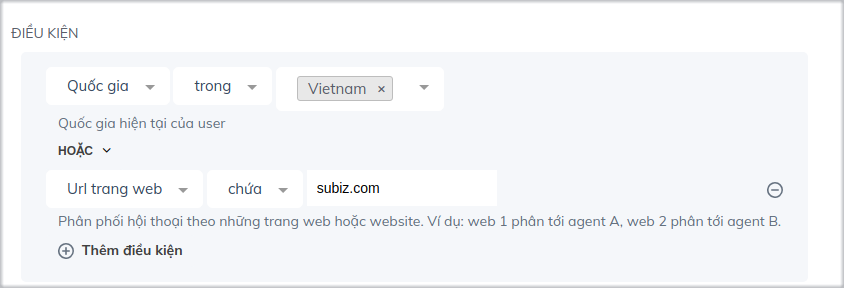 ĐIỀU KIỆN
Quốc gia trong Vietnam ×
Quốc gia hiện tại của user
HOẶC
Url trang web chứa subiz.com
Phân phối hội thoại theo những trang web hoặc website. Ví dụ: web 1 phân tới agent A, web 2 phân tới agent B.
Thêm điều kiện